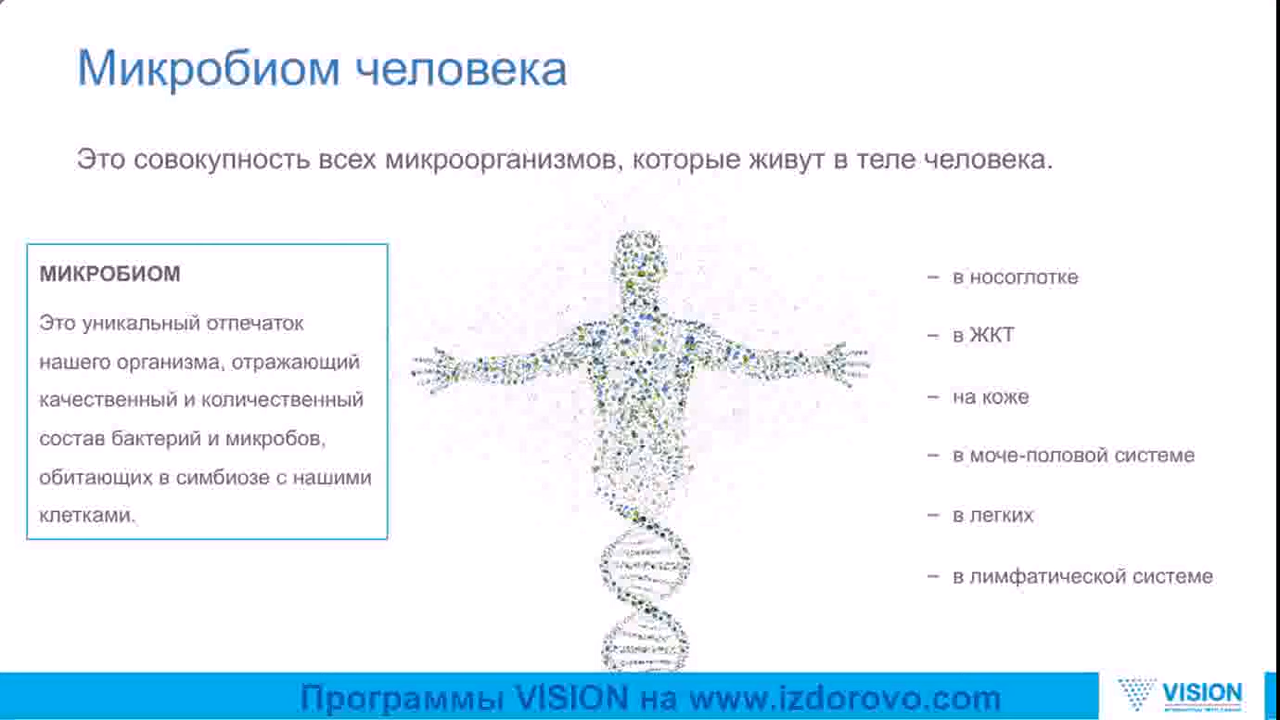 Микробиом человека
Это совокупность всех микроорганизмов, которые живут в теле человека.
МИКРОБИОМ
Это уникальный отпечаток
нашего организма, отражающий
качественный и количественный
состав бактерий и микробов,
обитающих в симбиозе с нашими
клетками.
– в носоглотке
– в ЖКТ
– на коже
– в моче-половой системе
– в легких
– в лимфатической системе
Программы VISION на www.izdorovo.com
VISION